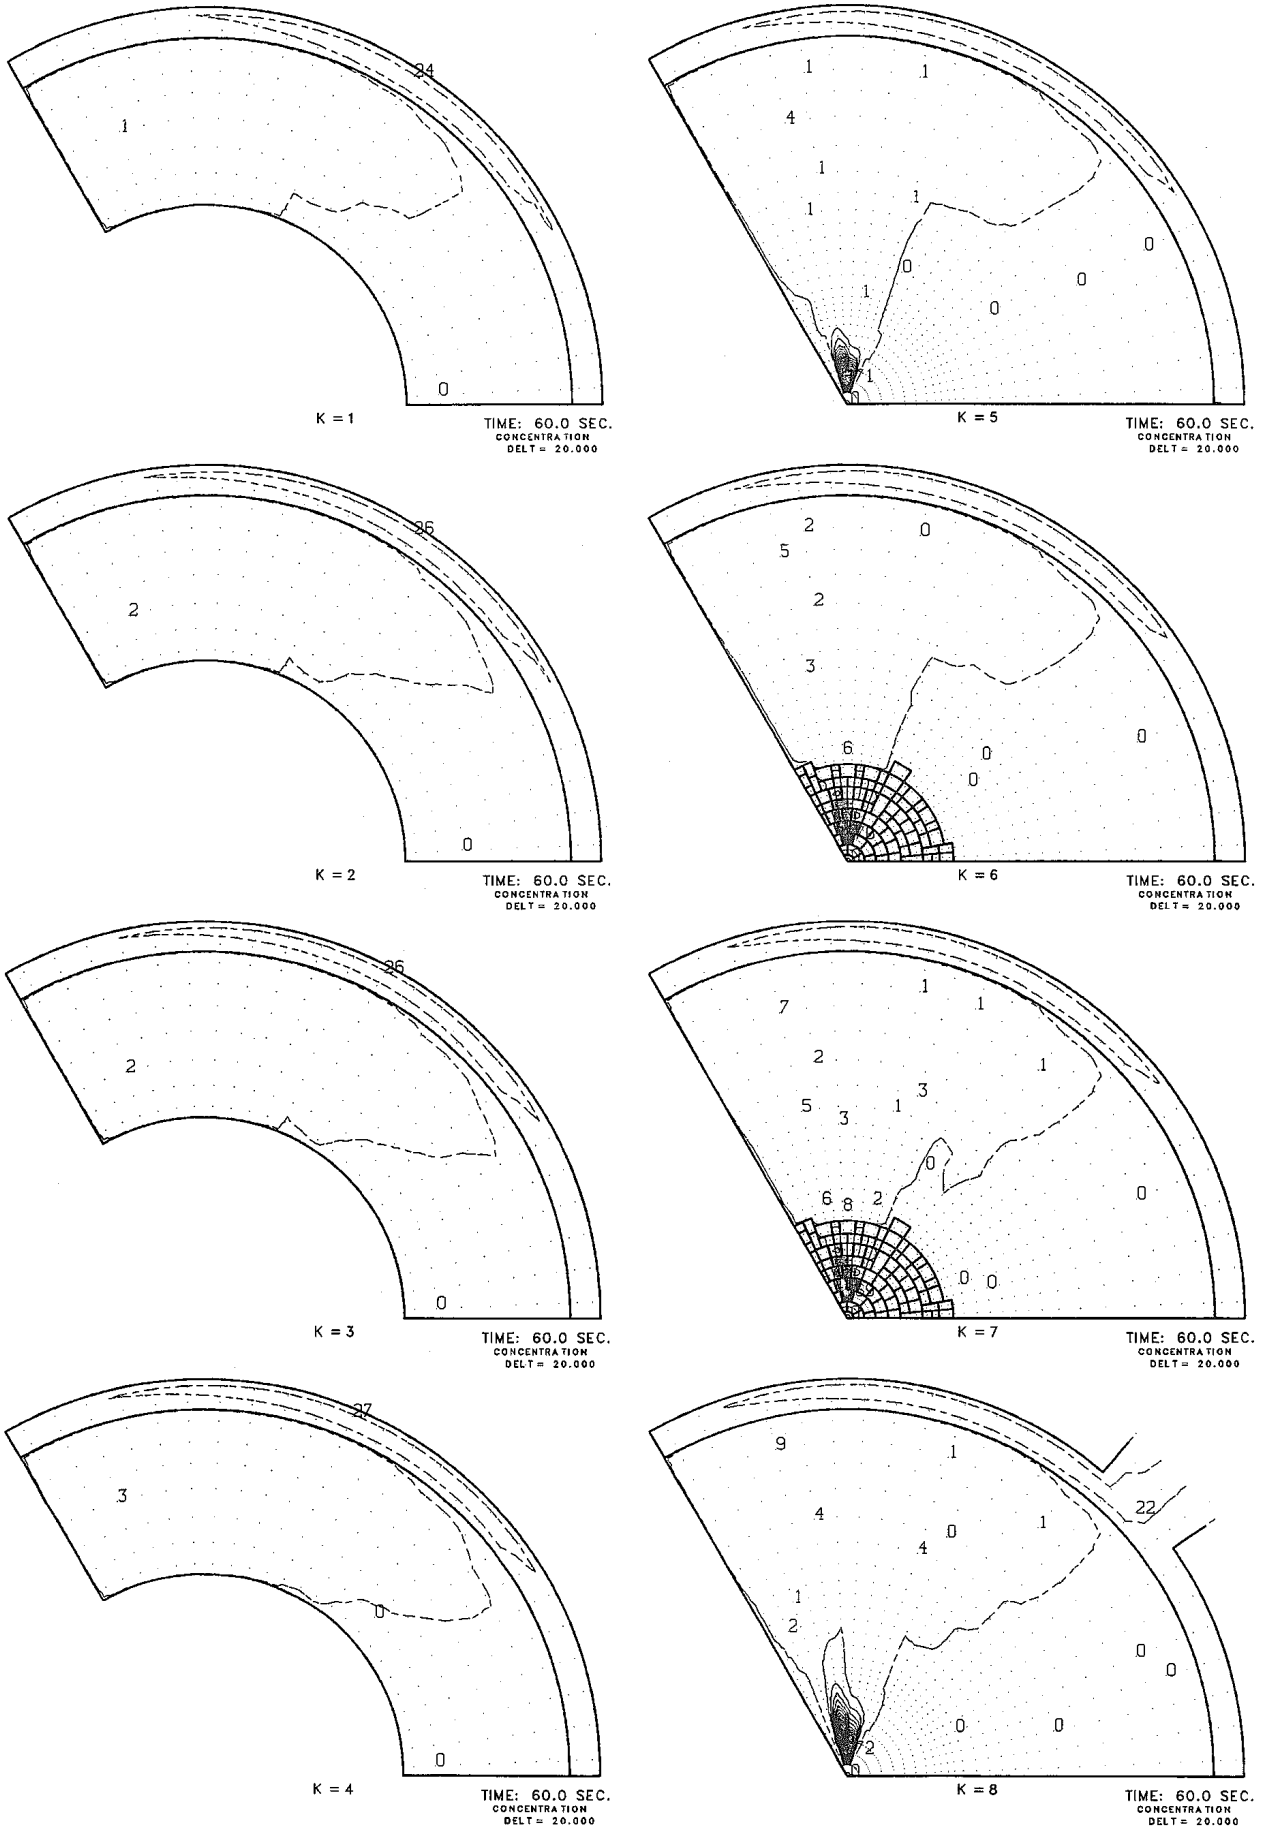 24
1
0
K = 1
TIME: 60.0 SEC.
CONCENTRATION
DELT = 20.000
1
1
4
1
1
1
0
0
0
1
0
1
0
K = 5
TIME: 60.0 SEC.
CONCENTRATION
DELT = 20.000
26
2
0
K = 2
TIME: 60.0 SEC.
CONCENTRATION
DELT = 20.000
2
0
5
2
3
0
6
0
0
K = 6
TIME: 60.0 SEC.
CONCENTRATION
DELT = 20.000
26
2
0
K = 3
TIME: 60.0 SEC.
CONCENTRATION
DELT = 20.000
1
1
7
2
1
3
5
1
3
0
0
6
8
2
0
0
K = 7
TIME: 60.0 SEC.
CONCENTRATION
DELT = 20.000
27
3
0
0
K = 4
TIME: 60.0 SEC.
CONCENTRATION
DELT = 20.000
9
1
22
4
1
0
4
1
2
0
0
0
0
72
0
K = 8
TIME: 60.0 SEC.
CONCENTRATION
DELT = 20.000